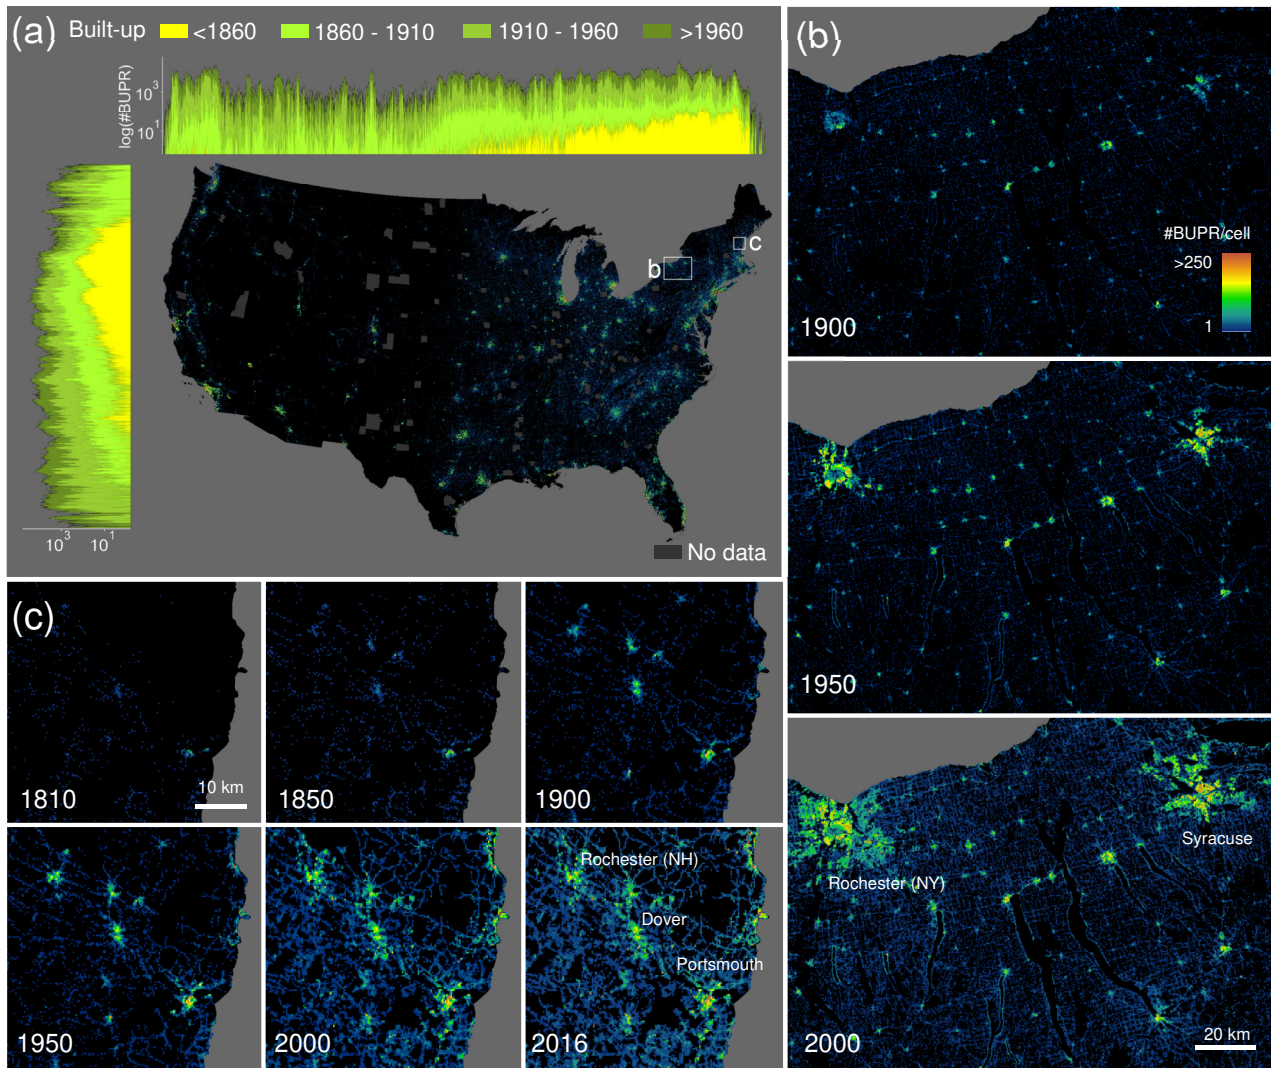 (a) Built-up <1860 1860 - 1910 1910 - 1960 >1960
log(#BUPR)
10³
10¹
c
b
10³ 10¹
No data
(b)
#BUPR/cell
>250
1
1900
1950
Syracuse
Rochester (NY)
2000
20 km
(c)
10 km
1810
1850
1900
1950
2000
Rochester (NH)
Dover
Portsmouth
2016